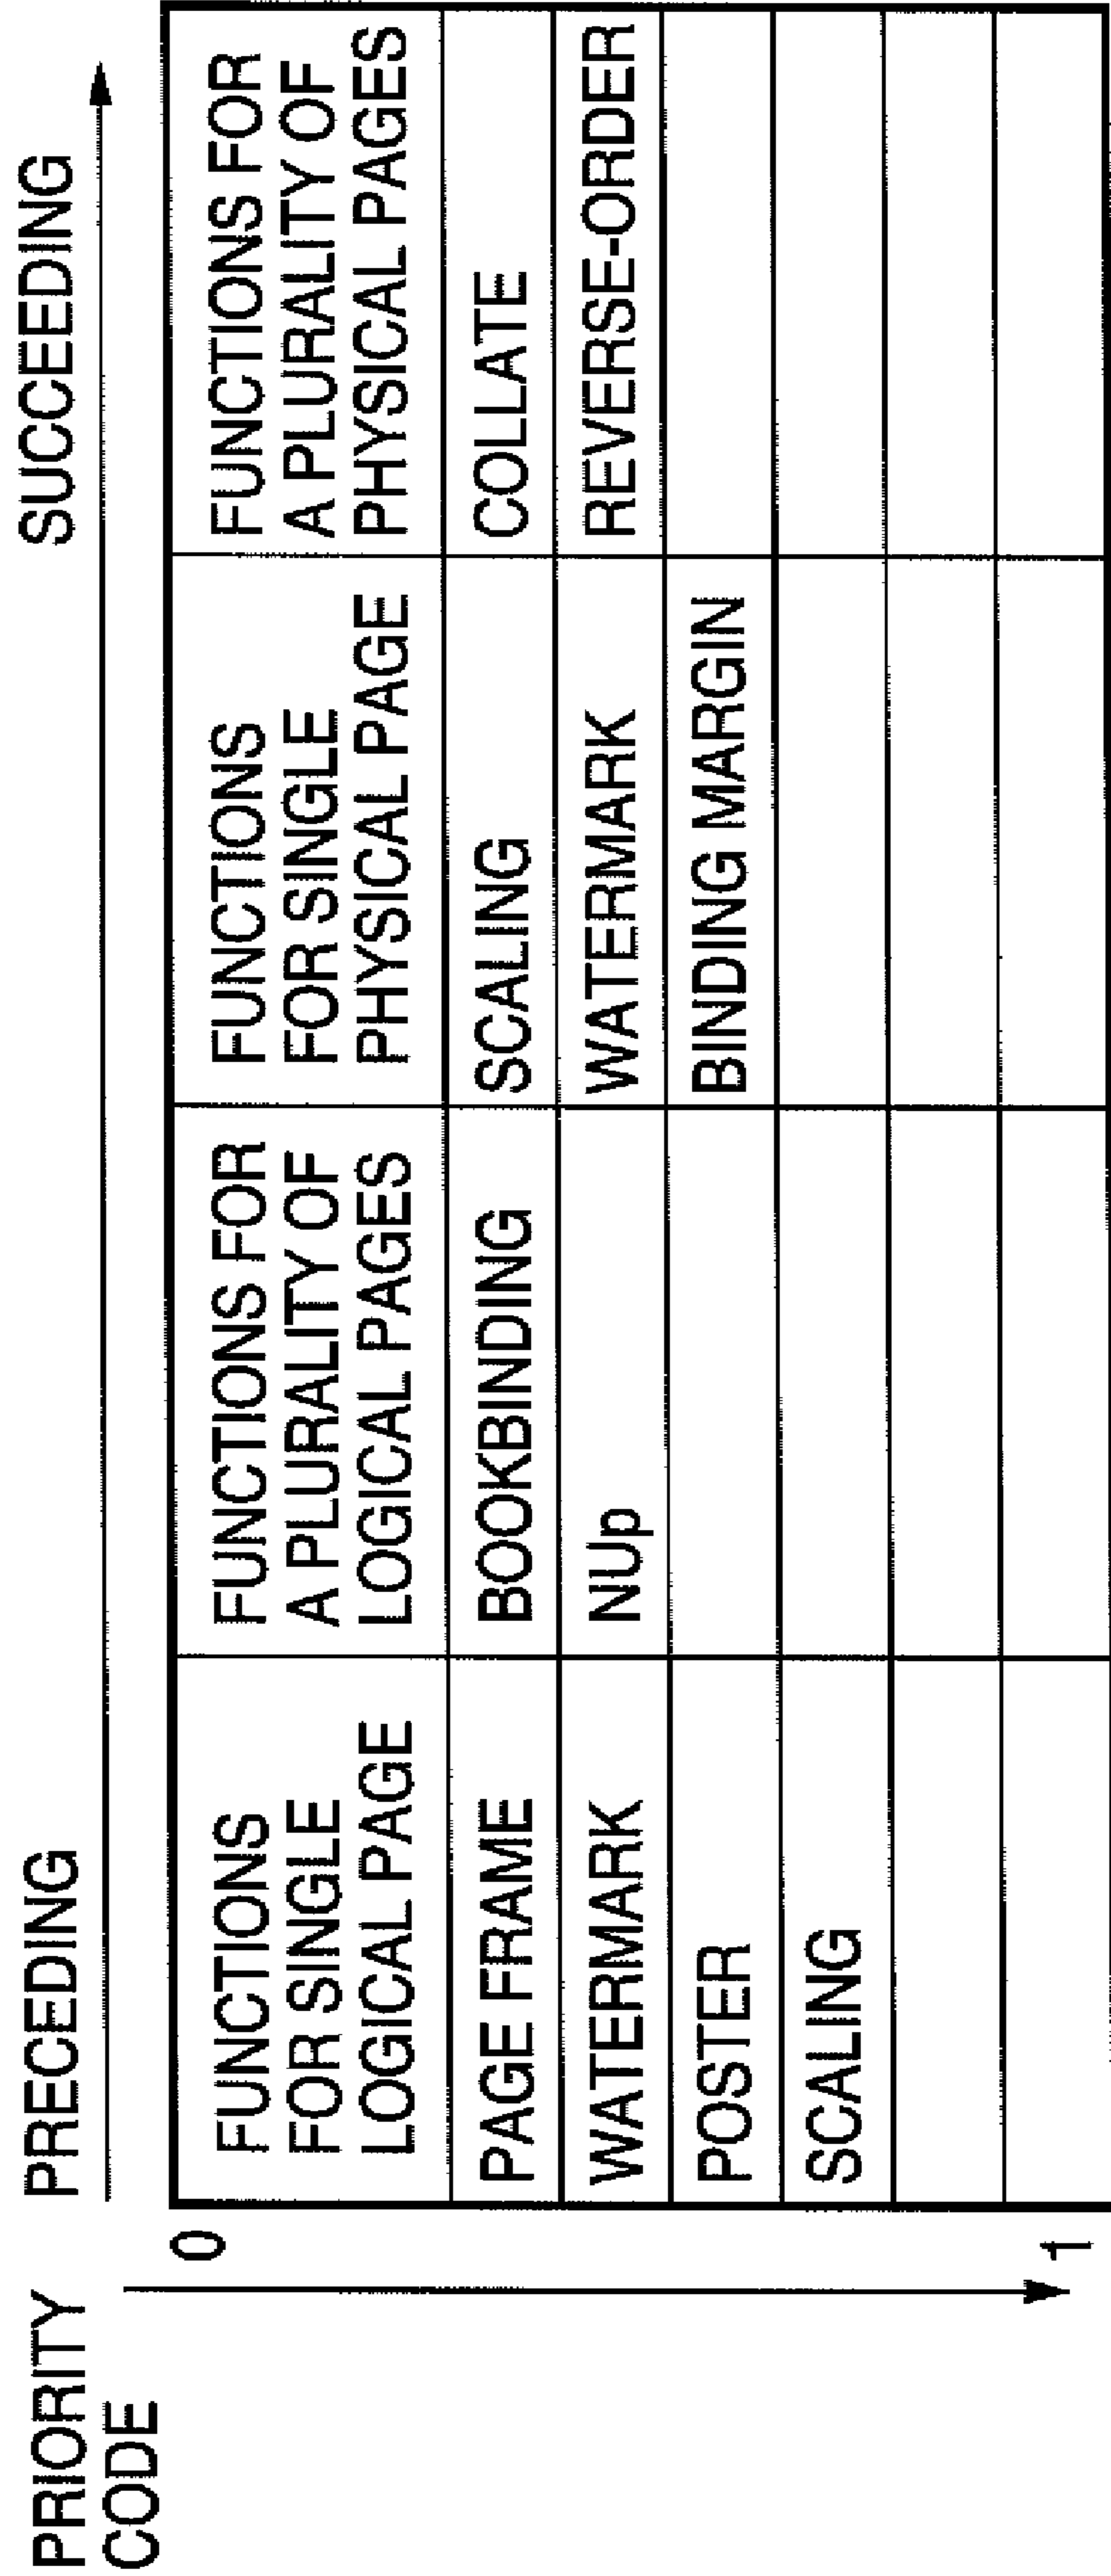 PRECEDING
SUCCEEDING
PRIORITY
CODE
0
1
FUNCTIONS
FOR SINGLE
LOGICAL PAGE
FUNCTIONS FOR
A PLURALITY OF
LOGICAL PAGES
FUNCTIONS
FOR SINGLE
PHYSICAL PAGE
FUNCTIONS FOR
A PLURALITY OF
PHYSICAL PAGES
PAGE FRAME
BOOKBINDING
SCALING
COLLATE
WATERMARK
NUp
WATERMARK
REVERSE-ORDER
POSTER
BINDING MARGIN
SCALING